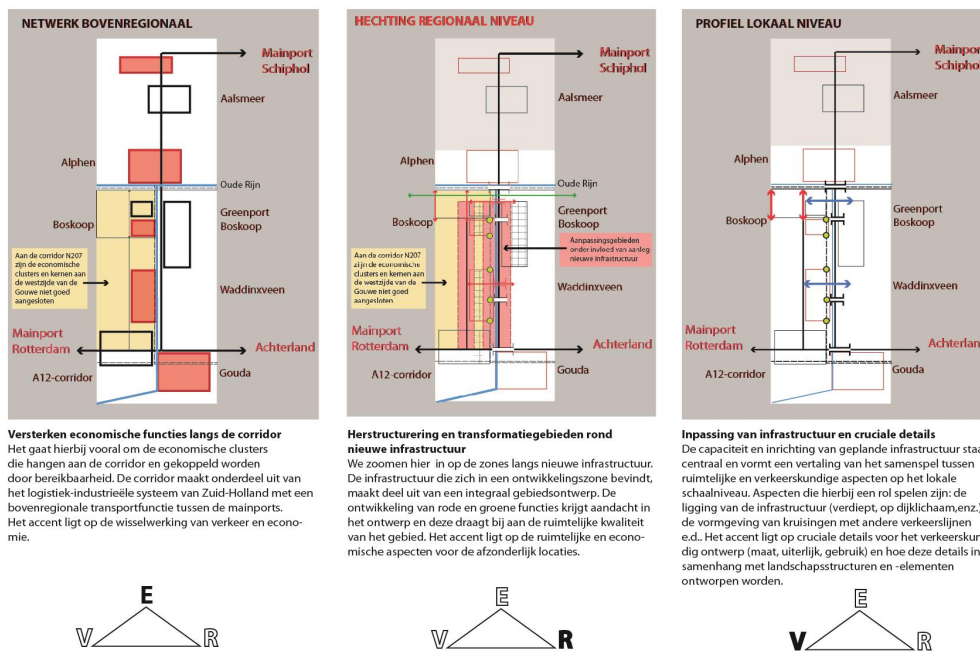 NETWERK BOVENREGIONAAL
Mainport
Schiphol
Aalsmeer
Alphen
Oude Rijn
Boskoop
Greenport
Boskoop
Aan de corridor N207
zijn de economische
clusters en kernen aan
de westzijde van de
Gouwe niet goed
aangesloten
Waddinxveen
Mainport
Rotterdam
Achterland
A12-corridor
Gouda
Versterken economische functies langs de corridor
Het gaat hierbij vooral om de economische clusters
die hangen aan de corridor en gekoppeld worden
door bereikbaarheid. De corridor maakt onderdeel uit van
het logistiek-industrieële systeem van Zuid-Holland met een
bovenregionale transportfunctie tussen de mainports.
Het accent ligt op de wisselwerking van verkeer en econo-
mie.
E
V
R
HECHTING REGIONAAL NIVEAU
Mainport
Schiphol
Aalsmeer
Alphen
Oude Rijn
Boskoop
Greenport
Boskoop
Aan de corridor N207
zijn de economische
clusters en kernen aan
de westzijde van de
Gouwe niet goed
aangesloten
Aanpassingsgebieden
onder invloed van aanleg
nieuwe infrastructuur
Waddinxveen
Mainport
Rotterdam
Achterland
A12-corridor
Gouda
Herstructurering en transformatiegebieden rond
nieuwe infrastructuur
We zoomen hier in op de zones langs nieuwe infrastructuur.
De infrastructuur die zich in een ontwikkelingszone bevindt,
maakt deel uit van een integraal gebiedsontwerp. De
ontwikkeling van rode en groene functies krijgt aandacht in
het ontwerp en deze draagt bij aan de ruimtelijke kwaliteit
van het gebied. Het accent ligt op de ruimtelijke en econo-
mische aspecten voor de afzonderlijk locaties.
E
V
R
PROFIEL LOKAAL NIVEAU
Mainport
Schiphol
Aalsmeer
Alphen
Oude Rijn
Boskoop
Greenport
Boskoop
Waddinxveen
Mainport
Rotterdam
Achterland
A12-corridor
Gouda
Inpassing van infrastructuur en cruciale details
De capaciteit en inrichting van geplande infrastructuur staa
centraal en vormt een vertaling van het samenspel tussen
ruimtelijke en verkeerskundige aspecten op het lokale
schaalniveau. Aspecten die hierbij een rol spelen zijn: de
ligging van de infrastructuur (verdiept, op dijklichaam,enz.)
de vormgeving van kruisingen met andere verkeerslijnen
e.d.. Het accent ligt op cruciale details voor het verkeerskun
dig ontwerp (maat, uiterlijk, gebruik) en hoe deze details in
samenhang met landschapsstructuren en -elementen
ontworpen worden.
E
V
R